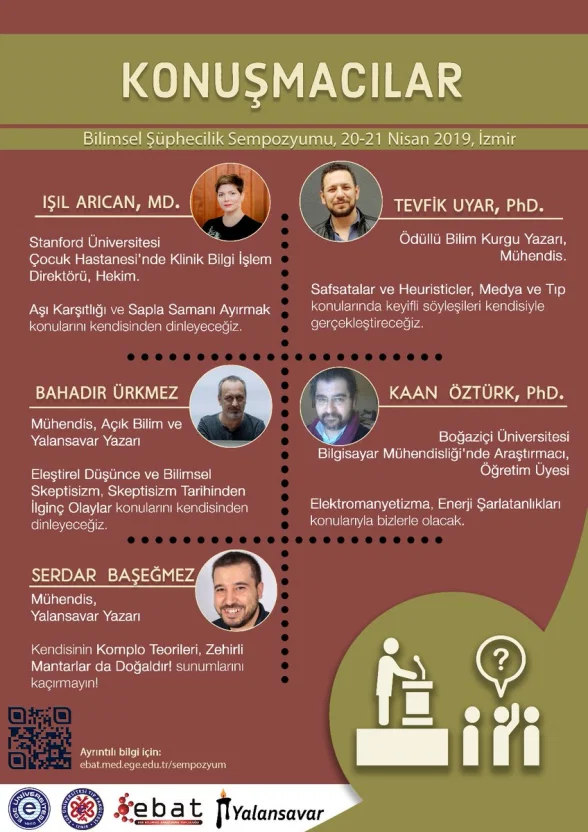 KONUŞMACILAR
Bilimsel Şüphecilik Sempozyumu, 20-21 Nisan 2019, İzmir
IŞIL ARICAN, MD.
Stanford Üniversitesi
Çocuk Hastanesi'nde Klinik Bilgi İşlem
Direktörü, Hekim.
Aşı Karşıtlığı ve Sapla Samanı Ayırmak
konularını kendisinden dinleyeceğiz.
TEVFİK UYAR, PhD.
Ödüllü Bilim Kurgu Yazarı,
Mühendis.
Safsatalar ve Heuristicler, Medya ve Tıp
konularında keyifli söyleşileri kendisiyle
gerçekleştireceğiz.
BAHADIR ÜRKMEZ
Mühendis, Açık Bilim ve
Yalansavar Yazarı
Eleştirel Düşünce ve Bilimsel
Skeptisizm, Skeptisizm Tarihinden
İlginç Olaylar konularını kendisinden
dinleyeceğiz.
KAAN ÖZTÜRK, PhD.
Boğaziçi Üniversitesi
Bilgisayar Mühendisliği'nde Araştırmacı,
Öğretim Üyesi
Elektromanyetizma, Enerji Şarlatanlıkları
konularıyla bizlerle olacak.
SERDAR BAŞEĞMEZ
Mühendis,
Yalansavar Yazarı
Kendisinin Komplo Teorileri, Zehirli
Mantarlar da Doğaldır! sunumlarını
kaçırmayın!
?
Ayrıntılı bilgi için:
ebat.med.ege.edu.tr/sempozyum
EGE ÜNİVERSİTESİ
e
ebat
Yalansavar